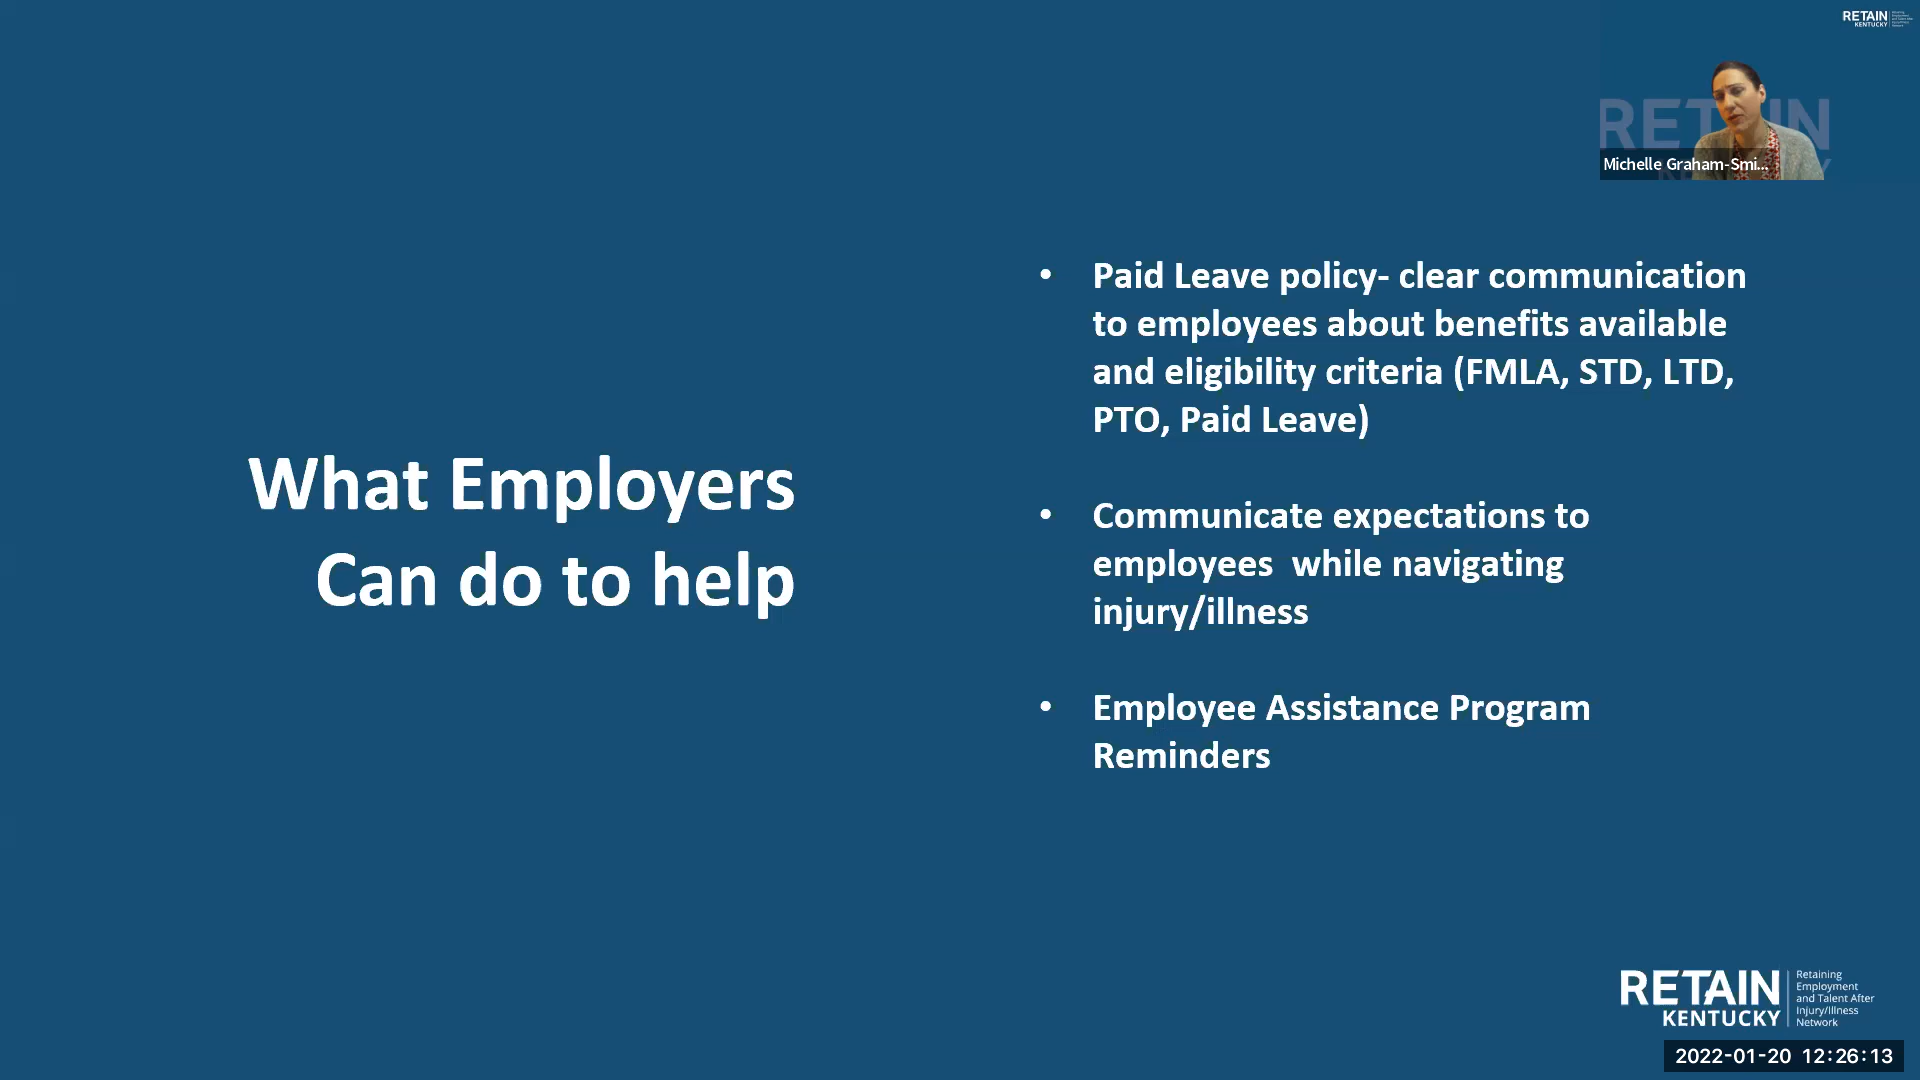 RETAIN
KENTUCKY
RETAIN
Michelle Graham-Smi...
What Employers
Can do to help
• Paid Leave policy- clear communication
to employees about benefits available
and eligibility criteria (FMLA, STD, LTD,
PTO, Paid Leave)
• Communicate expectations to
employees  while navigating
injury/illness
• Employee Assistance Program
Reminders
RETAIN
KENTUCKY
Retaining
Employment
and Talent After
Injury/Illness
Network
2022-01-20 12:26:13